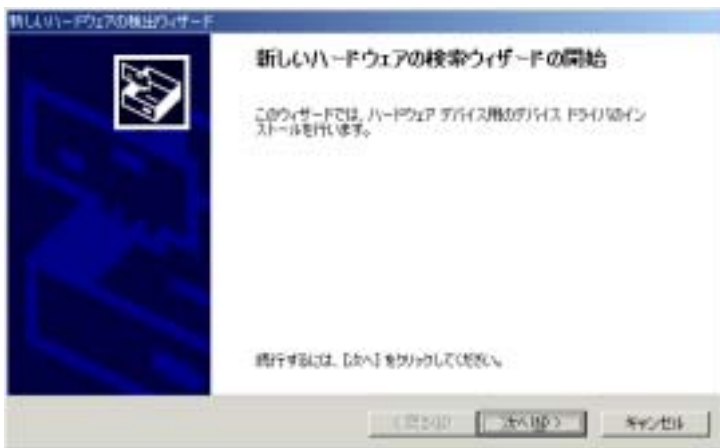 新しいハードウェアの検出ウィザード
新しいハードウェアの検索ウィザードの開始
このウィザードでは、ハードウェア デバイス用のデバイス ドライバのイン
ストールを行います。
続行するには、[次へ] をクリックしてください。
< 戻る(B)
次へ(N) >
キャンセル